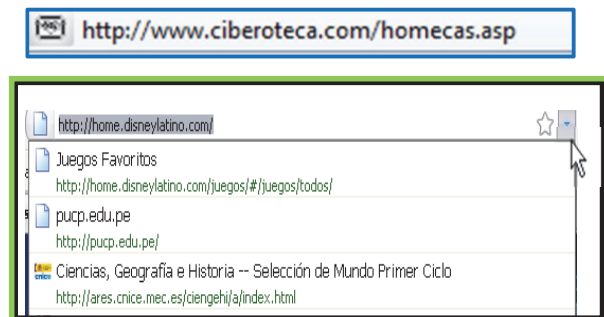 http://www.ciberoteca.com/homecas.asp
http://home.disneylatino.com/
Juegos Favoritos
http://home.disneylatino.com/juegos/#/juegos/todos/
pucp.edu.pe
http://pucp.edu.pe/
Ciencias, Geografía e Historia -- Selección de Mundo Primer Ciclo
http://ares.cnice.mec.es/ciengehi/a/index.html